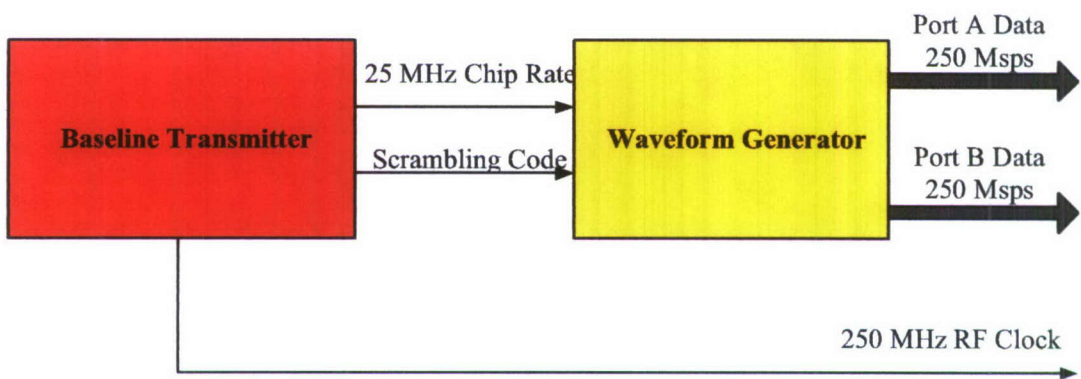 Port A Data
250 Msps
25 MHz Chip Rate
Baseline Transmitter
Waveform Generator
Scrambling Code
Port B Data
250 Msps
250 MHz RF Clock